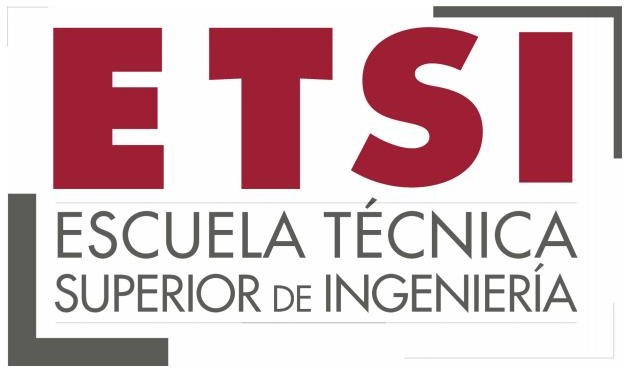 ETSI
ESCUELA TÉCNICA
SUPERIOR DE INGENIERÍA